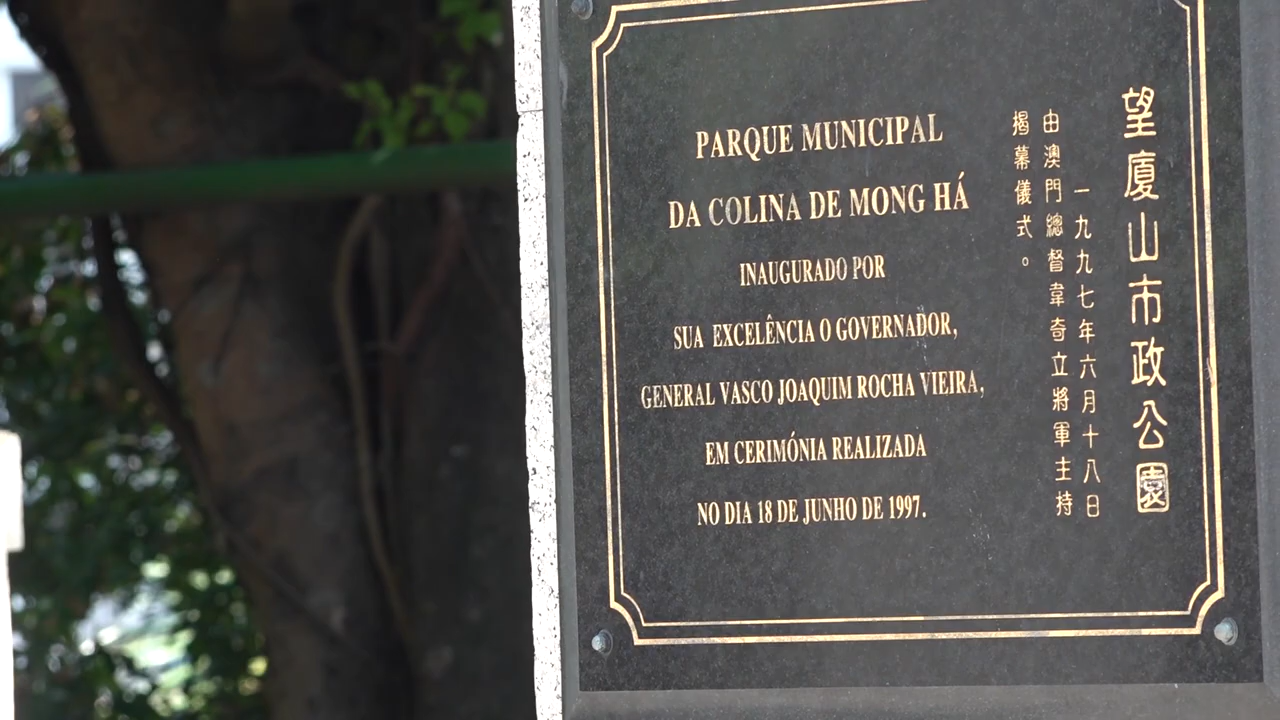 PARQUE MUNICIPAL
DA COLINA DE MONG HÁ
INAUGURADO POR
SUA EXCELÊNCIA O GOVERNADOR,
GENERAL VASCO JOAQUIM ROCHA VIEIRA,
EM CERIMÓNIA REALIZADA
NO DIA 18 DE JUNHO DE 1997.
望廈山市政公園
一九九七年六月十八日
由澳門總督韋奇立將軍主持
揭幕儀式。